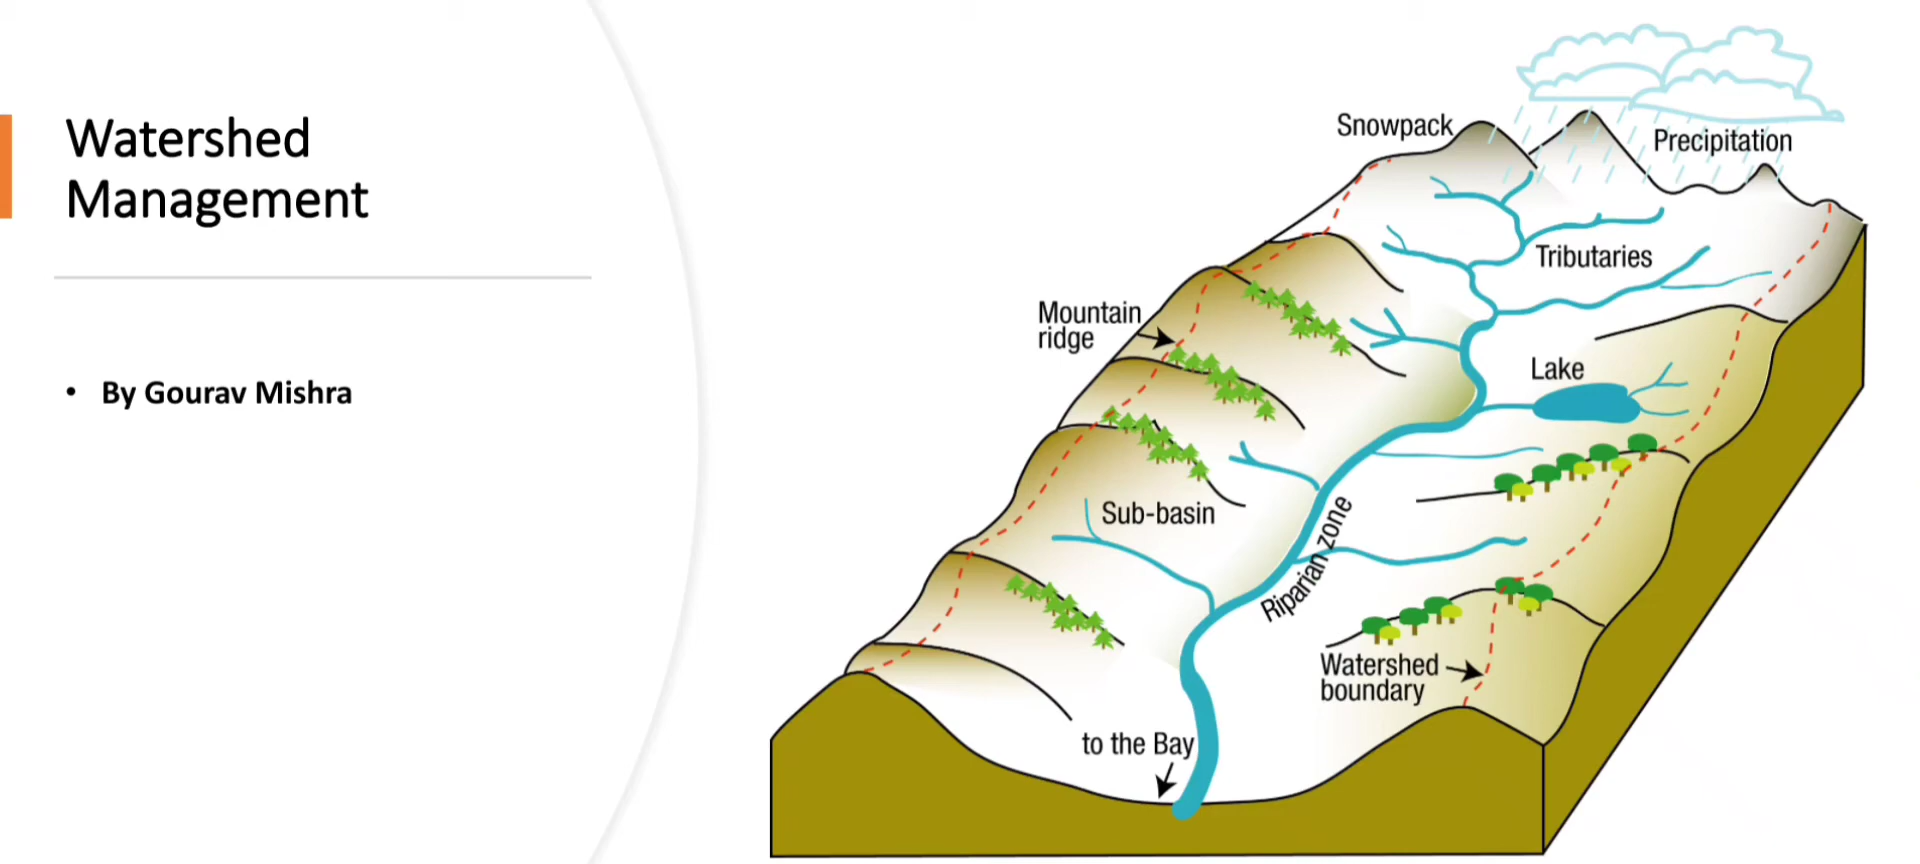 Watershed
Management
• By Gourav Mishra
Snowpack
Precipitation
Tributaries
Mountain
ridge
Lake
Sub-basin
Riparian zone
Watershed
boundary
to the Bay